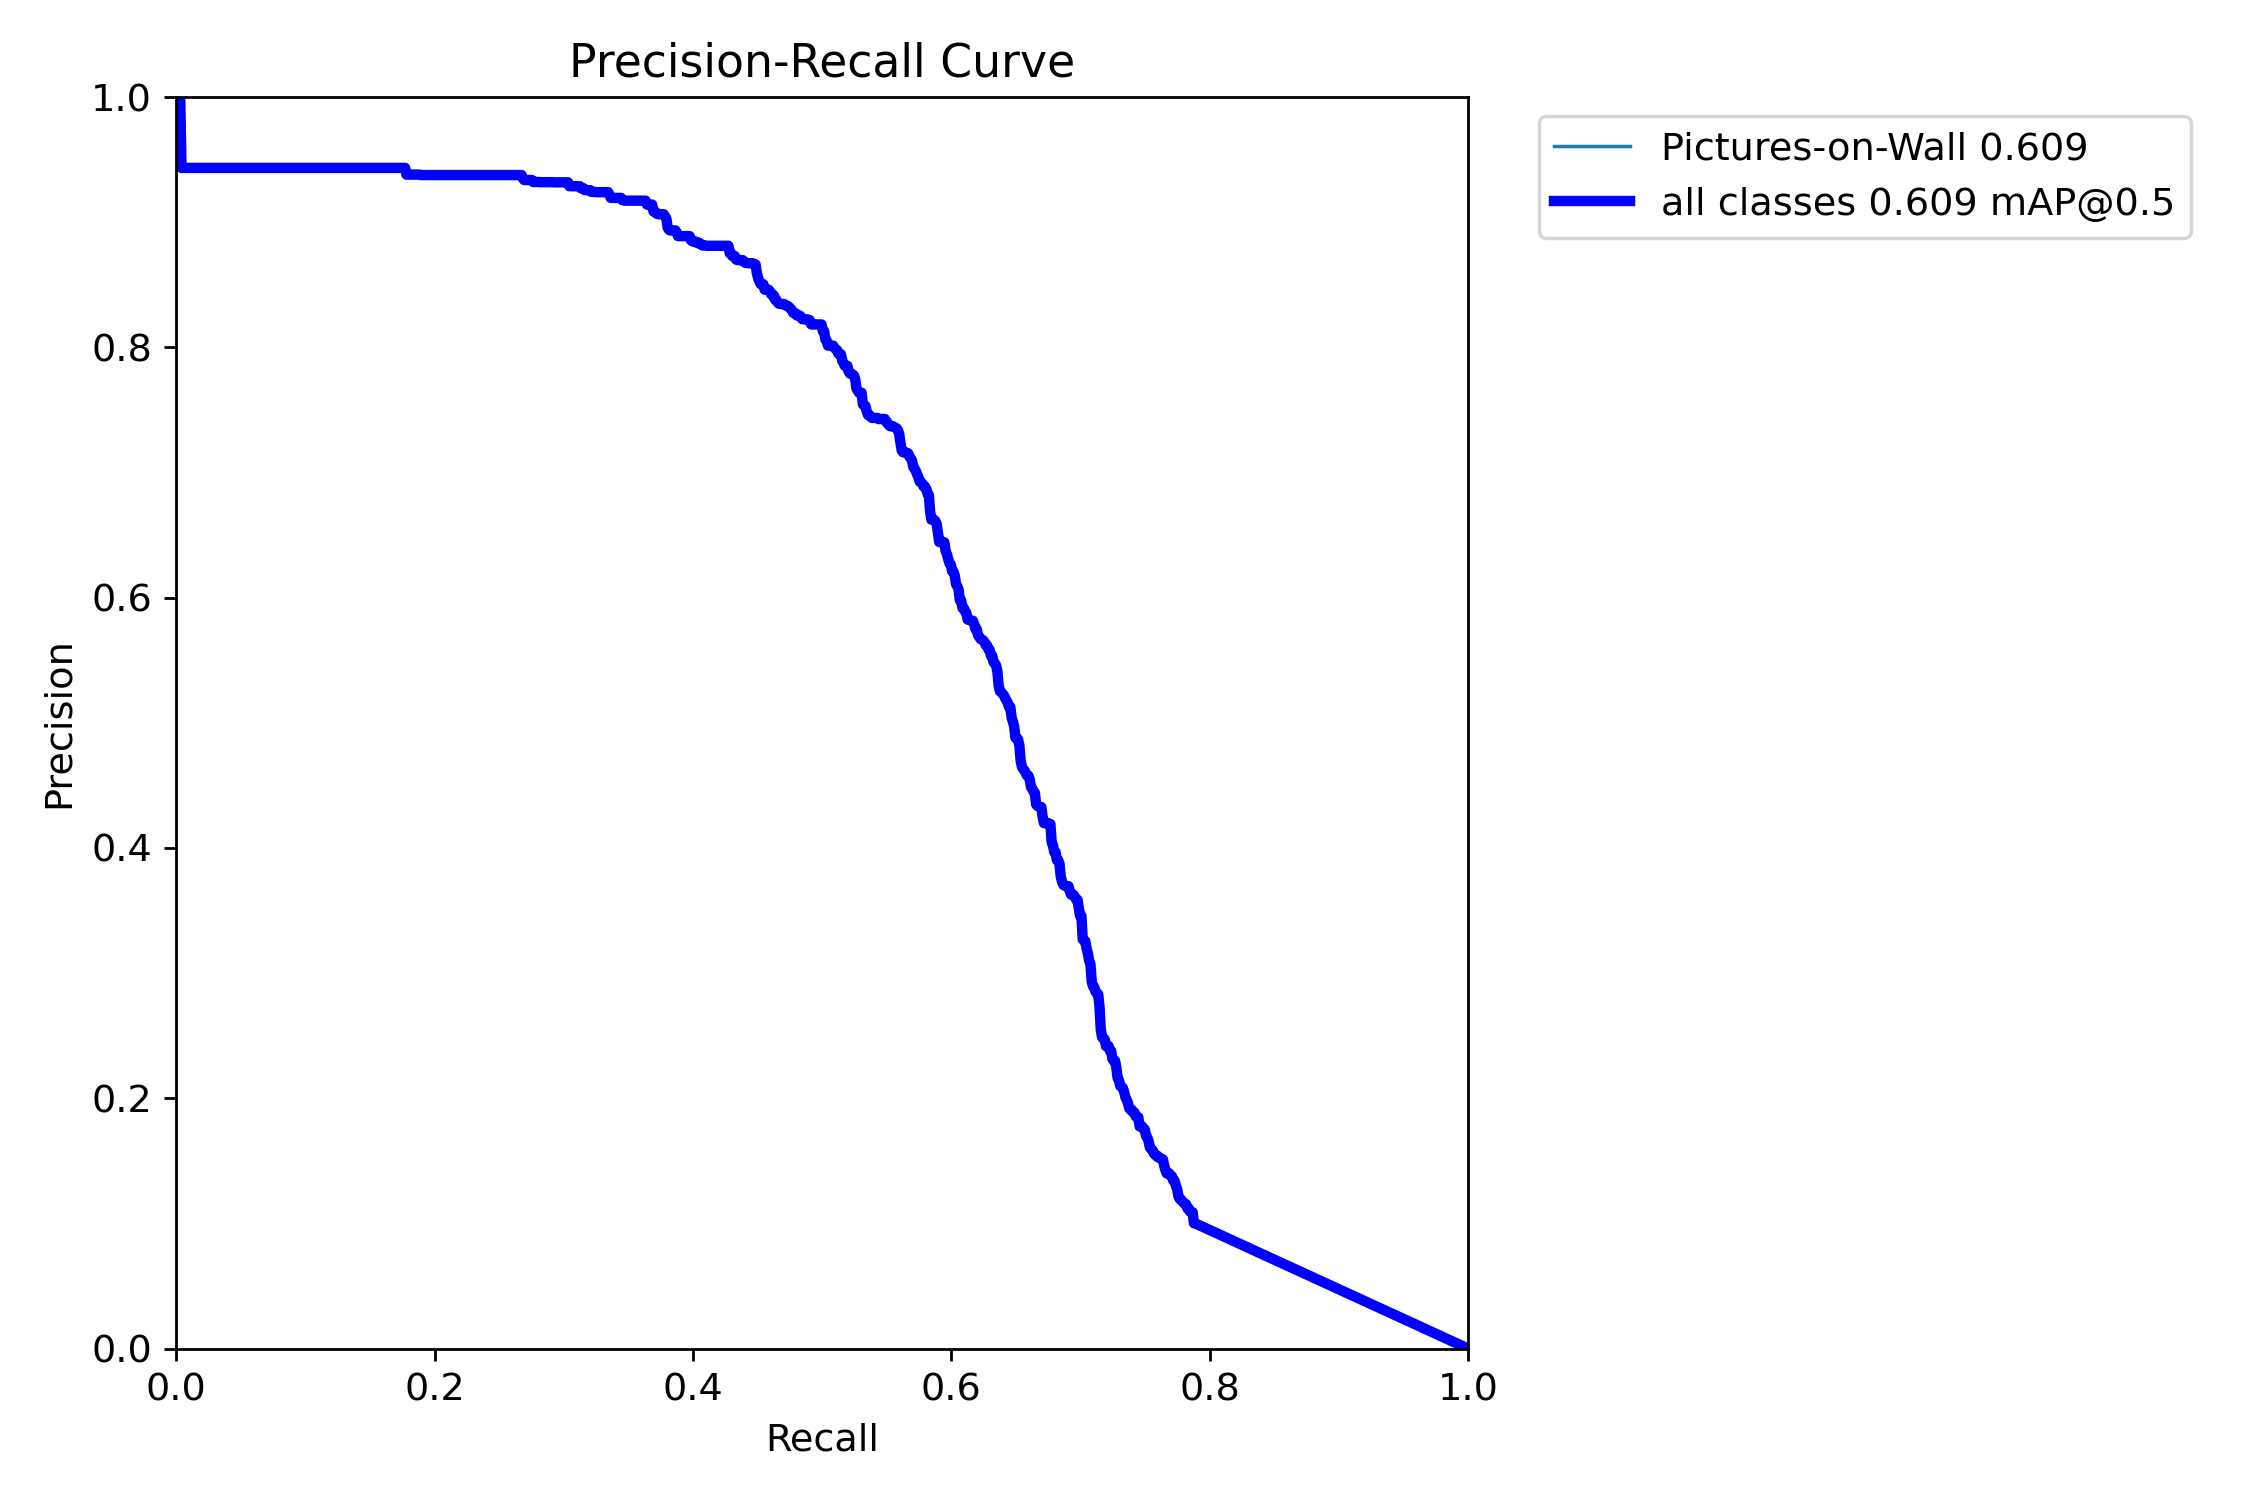 Precision-Recall Curve
1.0
0.8
0.6
0.4
0.2
0.0
Precision
0.0 0.2 0.4 0.6 0.8 1.0
Recall
Pictures-on-Wall 0.609
all classes 0.609 mAP@0.5